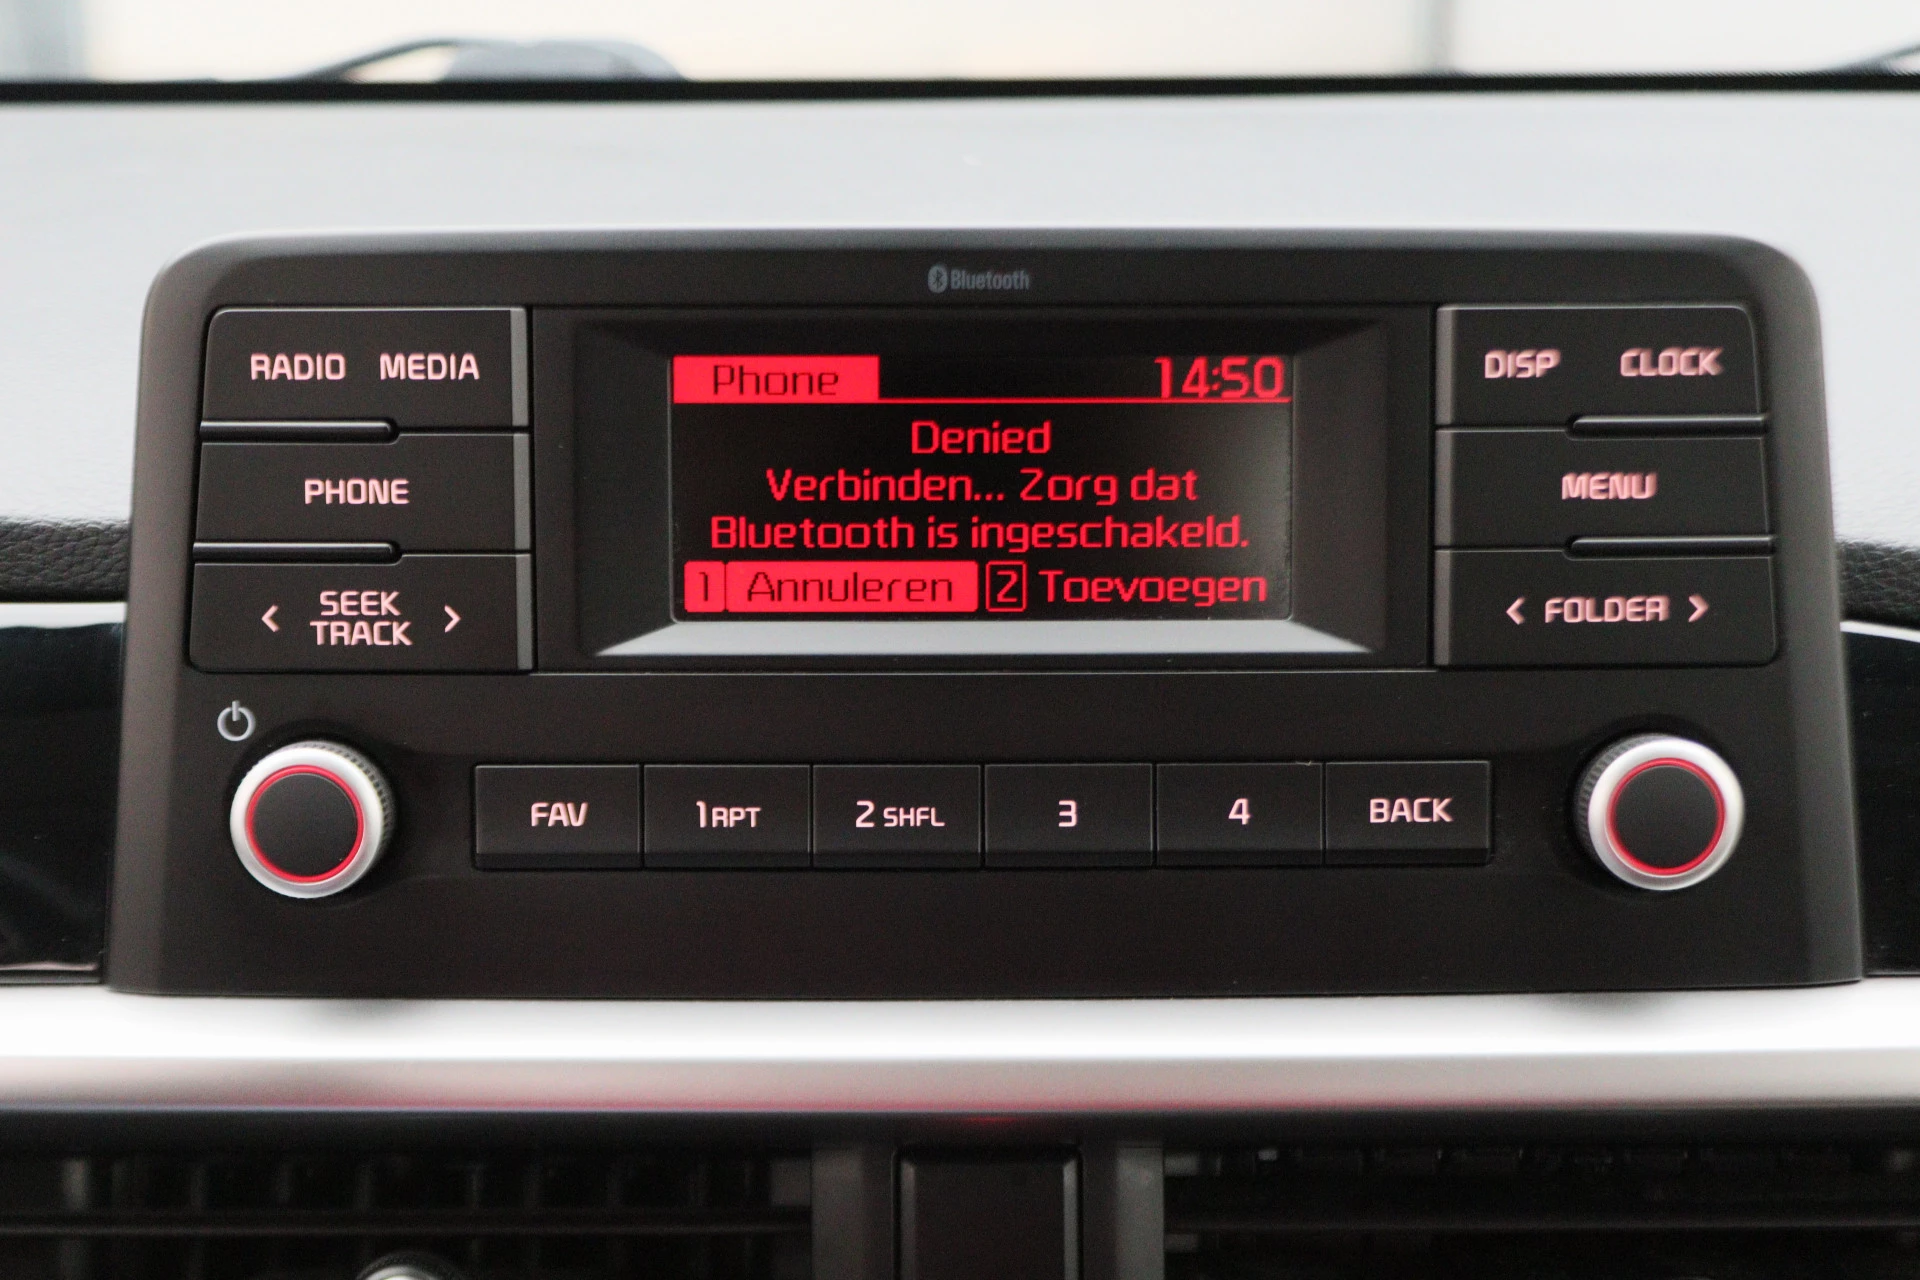 Bluetooth
RADIO MEDIA
PHONE
< SEEK TRACK >
Phone 14:50
Denied
Verbinden... Zorg dat
Bluetooth is ingeschakeld.
1 Annuleren 2 Toevoegen
DISP CLOCK
MENU
< FOLDER >
FAV 1 RPT 2 SHFL 3 4 BACK